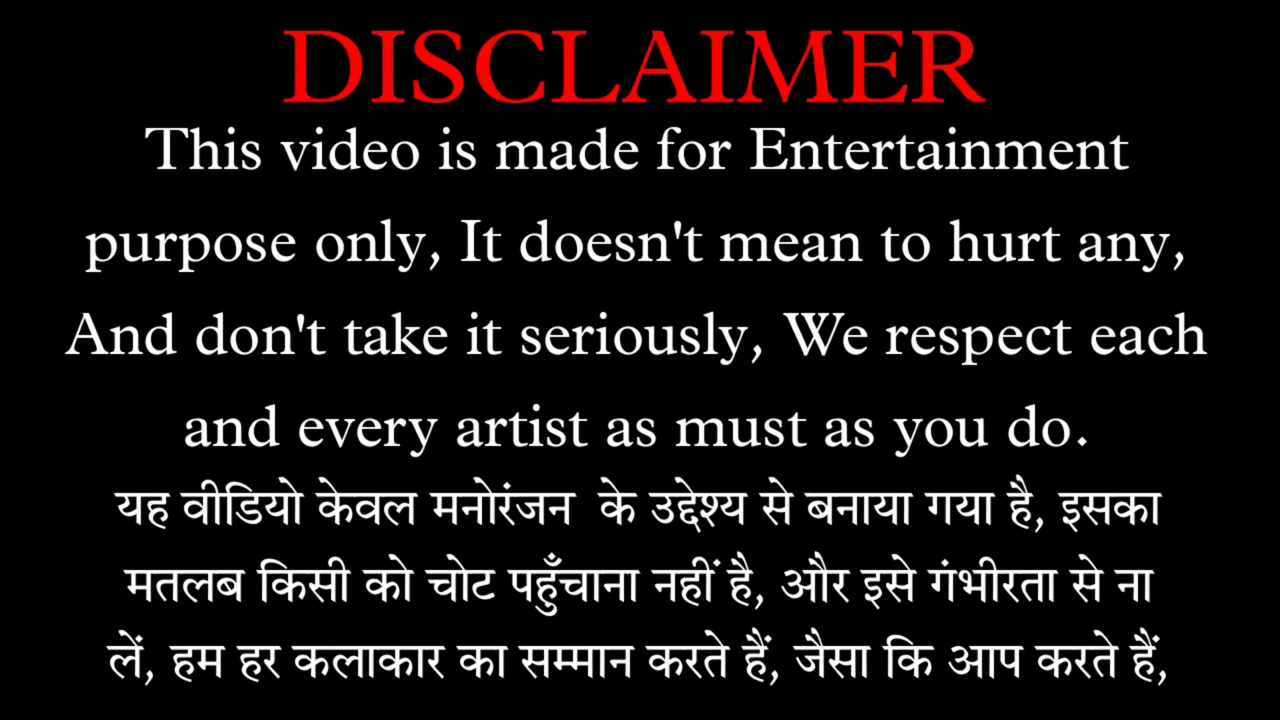 DISCLAIMER
This video is made for Entertainment
purpose only, It doesn't mean to hurt any,
And don't take it seriously, We respect each
and every artist as must as you do.
यह वीडियो केवल मनोरंजन के उद्देश्य से बनाया गया है, इसका
मतलब किसी को चोट पहुँचाना नहीं है, और इसे गंभीरता से ना
लें, हम हर कलाकार का सम्मान करते हैं, जैसा कि आप करते हैं,